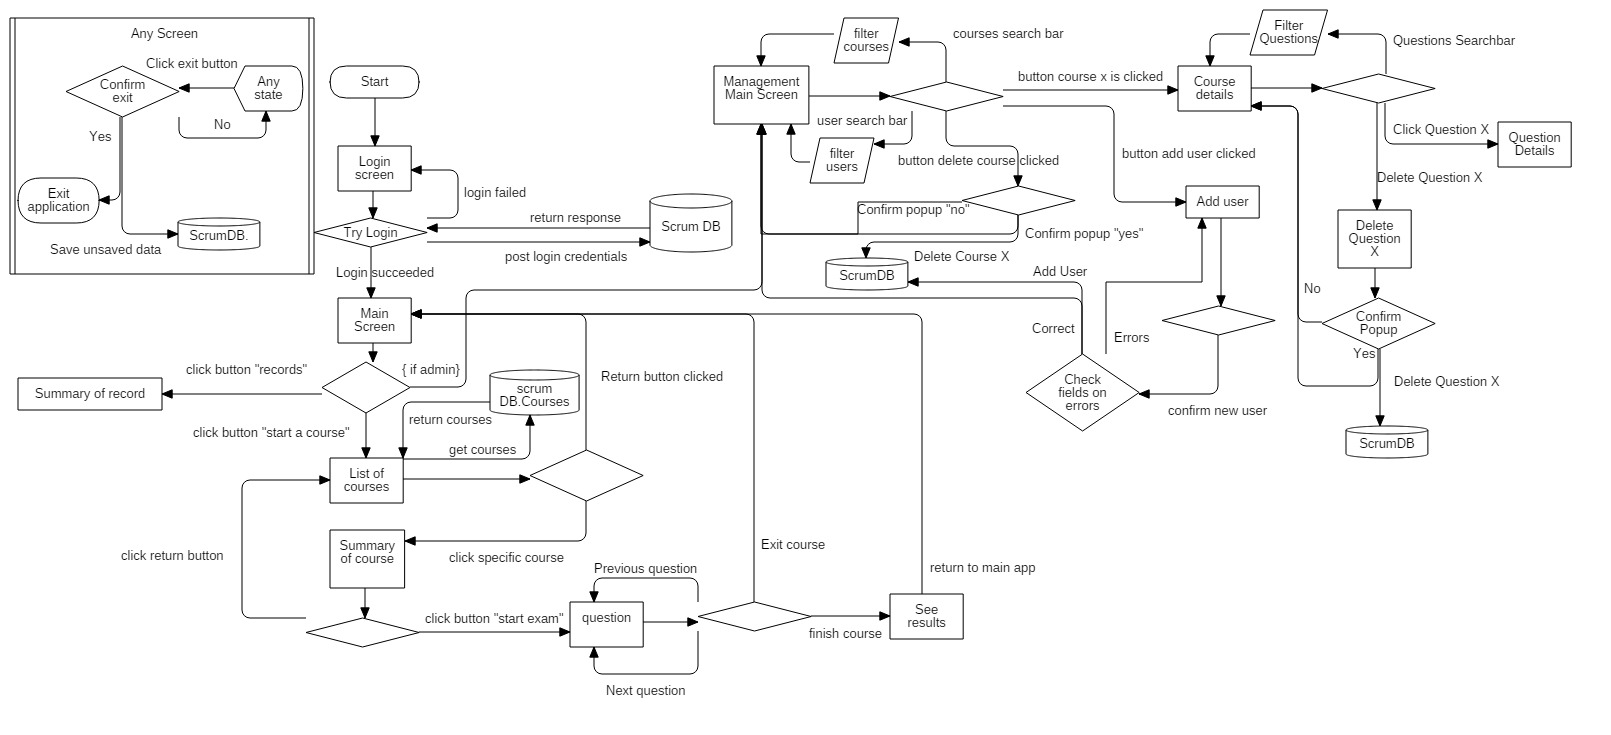 Any Screen
Click exit button
Confirm
exit
Any
state
No
Yes
Exit
application
ScrumDB.
Save unsaved data
Start
Login
screen
login failed
Try Login
return response
Scrum DB
post login credentials
Login succeeded
Main
Screen
click button "records"
{ if admin}
Summary of record
scrum
DB.Courses
Return button clicked
return courses
click button "start a course"
get courses
List of
courses
Summary
of course
click specific course
click return button
click button "start exam"
Previous question
question
Next question
Exit course
finish course
See
results
return to main app
filter
courses
courses search bar
Management
Main Screen
button course x is clicked
user search bar
filter
users
button delete course clicked
Confirm popup "no"
Confirm popup "yes"
Delete Course X
ScrumDB
Add User
button add user clicked
Add user
Correct
Errors
Check
fields on
errors
confirm new user
Filter
Questions
Questions Searchbar
Course
details
Click Question X
Question
Details
Delete Question X
Delete
Question
X
No
Confirm
Popup
Yes
Delete Question X
ScrumDB